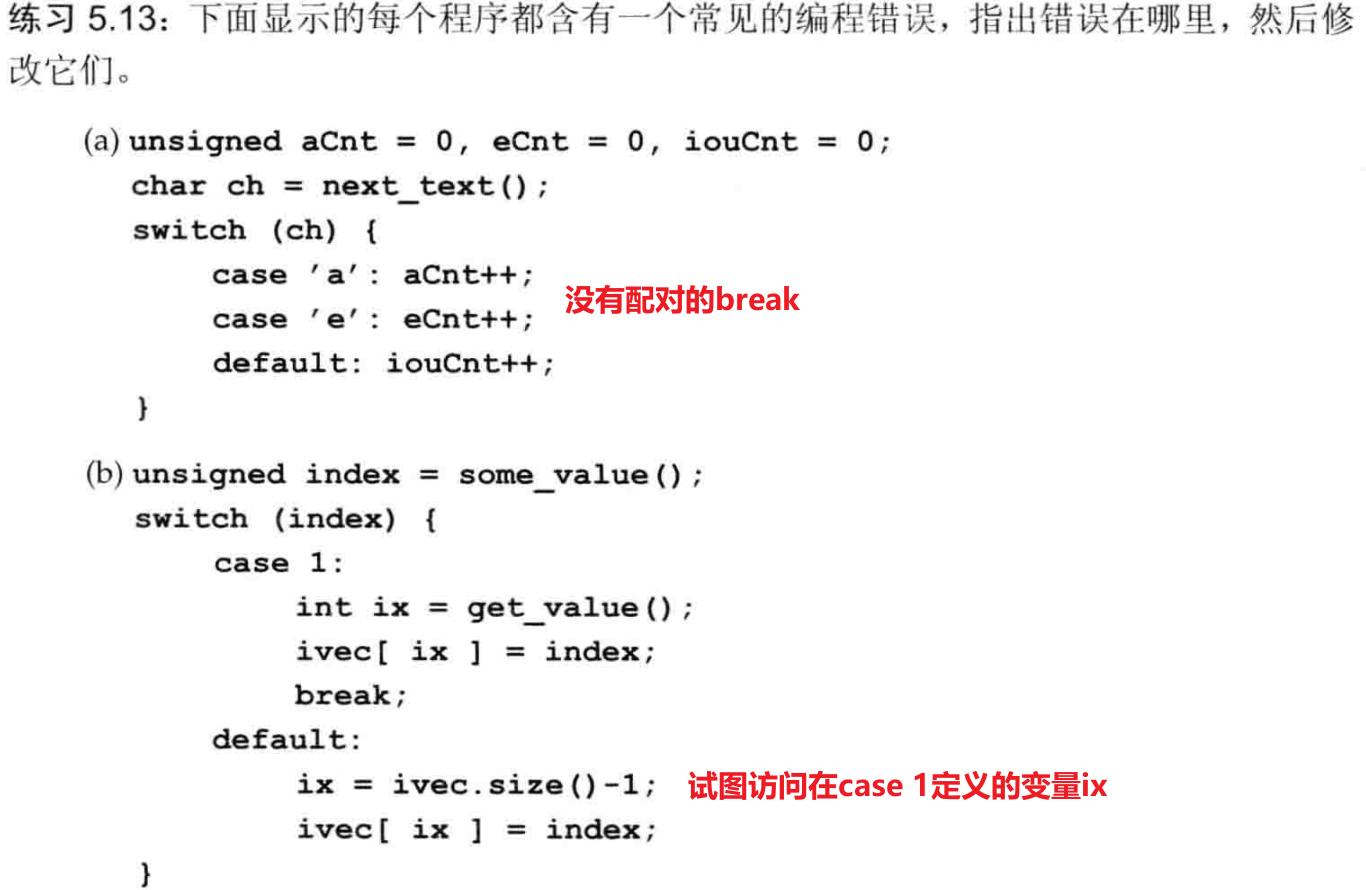 练习 5.13：下面显示的每个程序都含有一个常见的编程错误，指出错误在哪里，然后修
改它们。
(a) unsigned aCnt = 0, eCnt = 0, iouCnt = 0;
char ch = next_text();
switch (ch) {
case 'a': aCnt++;
没有配对的break
case 'e': eCnt++;
default: iouCnt++;
}
(b) unsigned index = some_value();
switch (index) {
case 1:
int ix = get_value();
ivec[ ix ] = index;
break;
default:
ix = ivec.size()-1; 试图访问在case 1定义的变量ix
ivec[ ix ] = index;
}